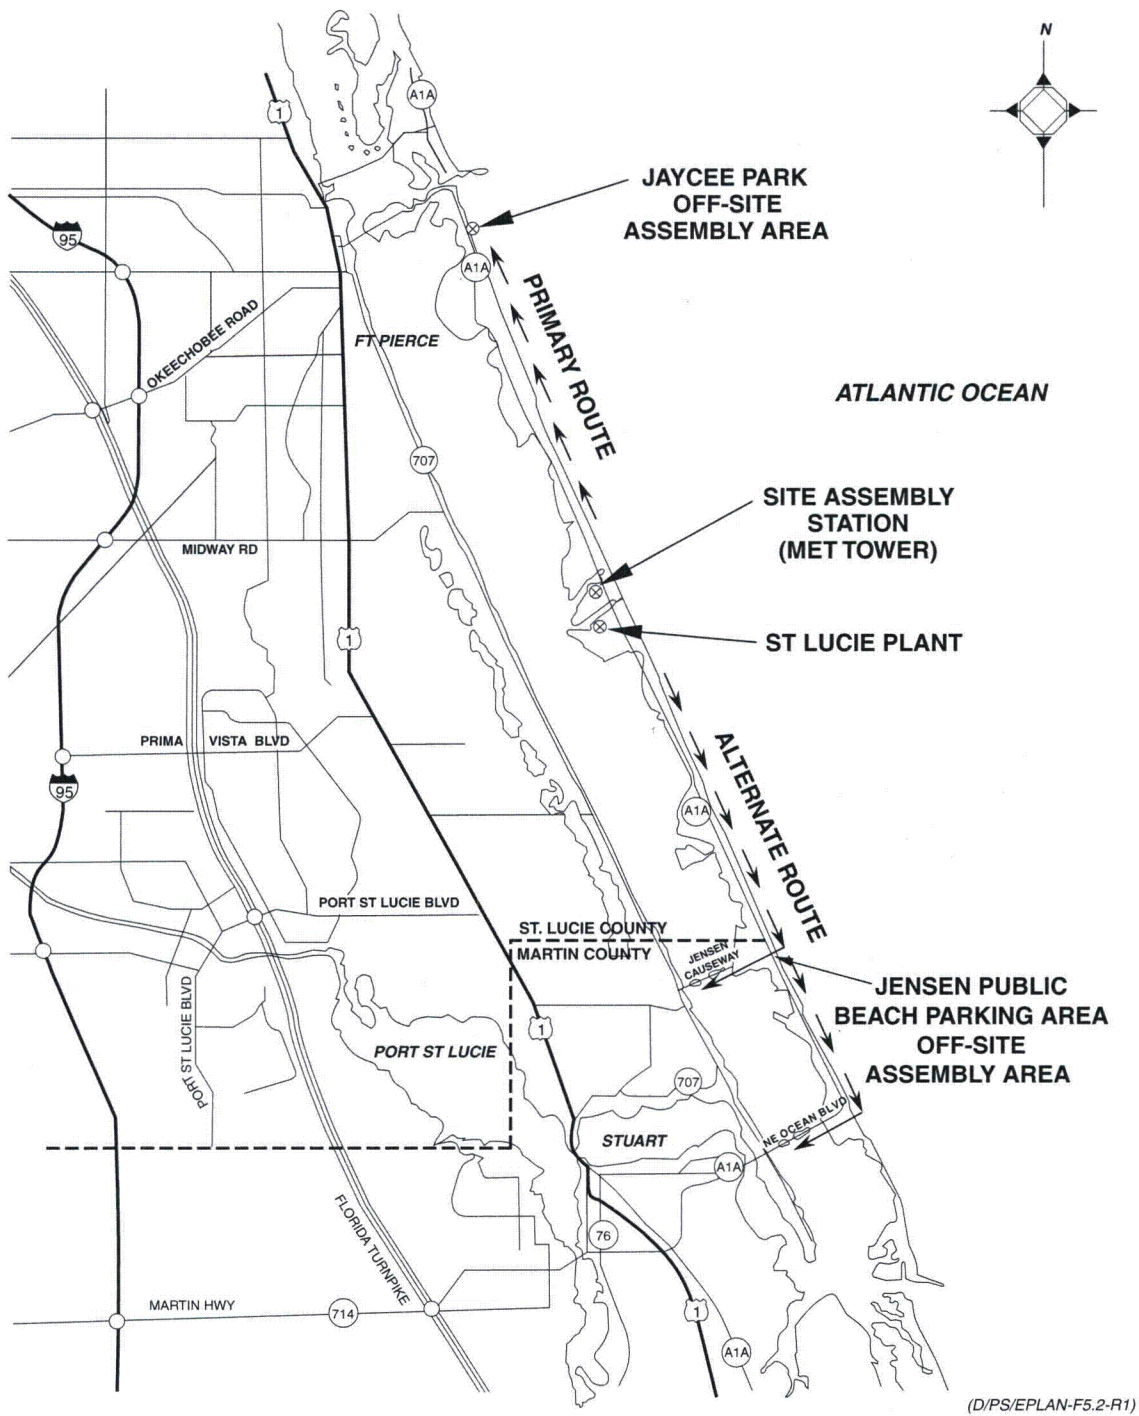 N
A1A
1
JAYCEE PARK
OFF-SITE
ASSEMBLY AREA
95
A1A
PRIMARY ROUTE
OKEECHOBEE ROAD
FT PIERCE
ATLANTIC OCEAN
707
SITE ASSEMBLY
STATION
(MET TOWER)
MIDWAY RD
1
ST LUCIE PLANT
PRIMA VISTA BLVD
95
ALTERNATE ROUTE
A1A
PORT ST LUCIE BLVD
ST. LUCIE COUNTY
MARTIN COUNTY
JENSEN
CAUSEWAY
JENSEN PUBLIC
BEACH PARKING AREA
OFF-SITE
ASSEMBLY AREA
PORT ST LUCIE BLVD
1
PORT ST LUCIE
707
NE OCEAN BLVD
STUART
A1A
FLORIDA TURNPIKE
76
MARTIN HWY
714
1
A1A
(D/PS/EPLAN-F5.2-R1)